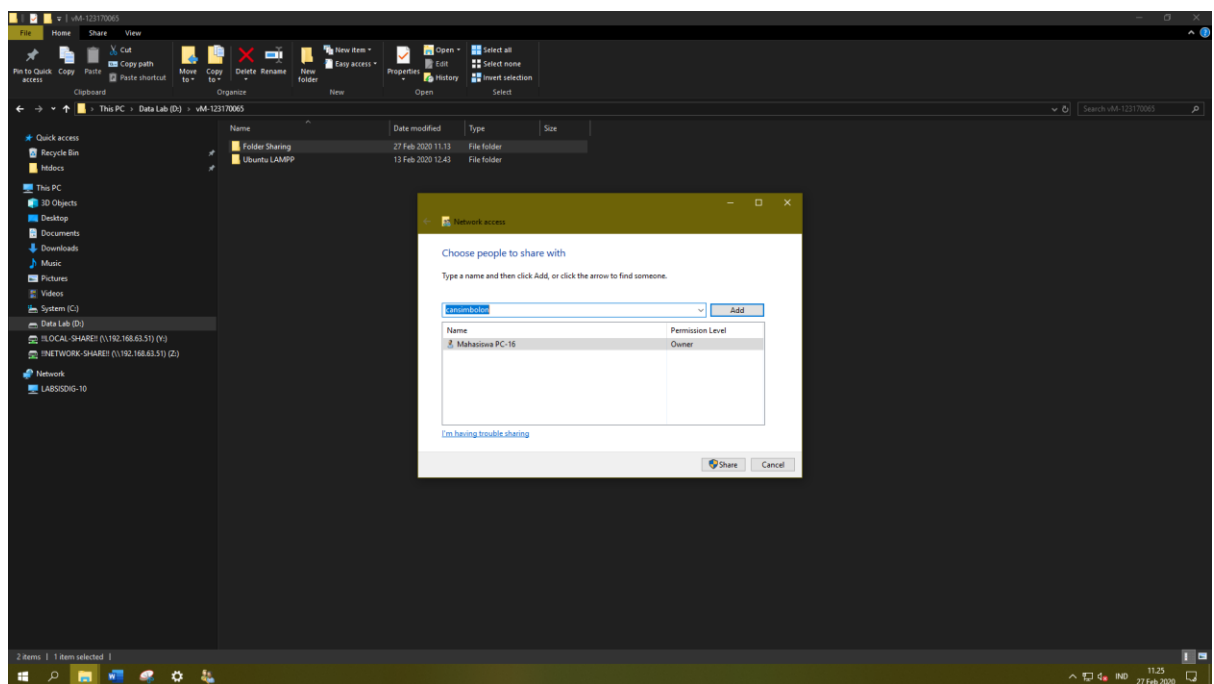 vM-123170065
File Home Share View
Pin to Quick access
Copy
Paste
Cut
Copy path
Paste shortcut
Clipboard
Move to
Copy to
Delete
Rename
Organize
New folder
New item
Easy access
New
Properties
Open
Edit
History
Open
Select all
Select none
Invert selection
Select
This PC > Data Lab (D:) > vM-123170065
Search vM-123170065
Name Date modified Type Size
Folder Sharing 27 Feb 2020 11.13 File folder
Ubuntu LAMPP 13 Feb 2020 12.43 File folder
Quick access
Recycle Bin
htdocs
This PC
3D Objects
Desktop
Documents
Downloads
Music
Pictures
Videos
System (C:)
Data Lab (D:)
!!LOCAL-SHARE!! (\\192.168.63.51) (Y:)
!!NETWORK-SHARE!! (\\192.168.63.51) (Z:)
Network
LABSISDIG-10
Network access
Choose people to share with
Type a name and then click Add, or click the arrow to find someone.
cansimbolon
Add
Name Permission Level
Mahasiswa PC-16 Owner
I'm having trouble sharing
Share Cancel
2 items 1 item selected
IND
11.25
27 Feb 2020